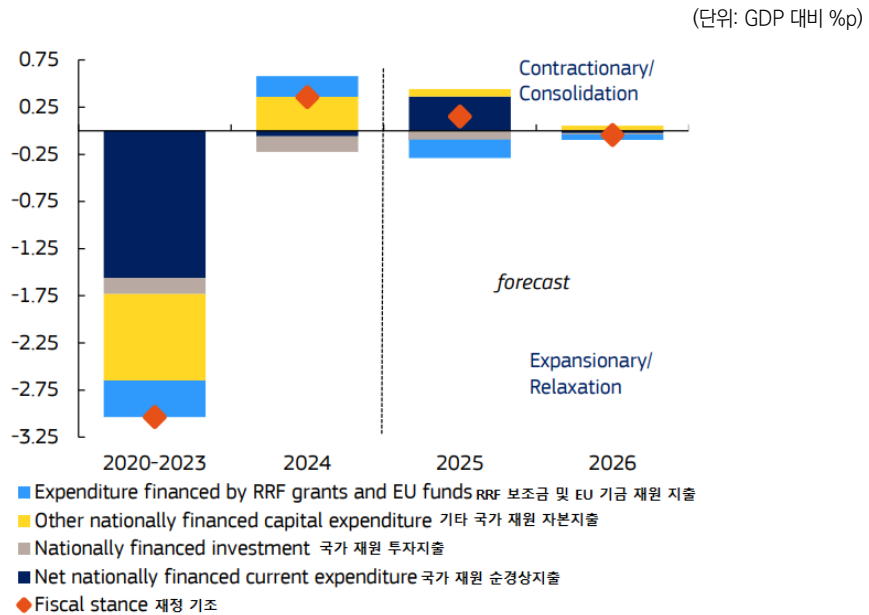 (단위: GDP 대비 %p)
0.75
0.25
-0.25
-0.75
-1.25
-1.75
-2.25
-2.75
-3.25
Contractionary/
Consolidation
forecast
Expansionary/
Relaxation
2020-2023 2024 2025 2026
Expenditure financed by RRF grants and EU funds RRF 보조금 및 EU 기금 재원 지출
Other nationally financed capital expenditure 기타 국가 재원 자본지출
Nationally financed investment 국가 재원 투자지출
Net nationally financed current expenditure 국가 재원 순경상지출
Fiscal stance 재정 기조